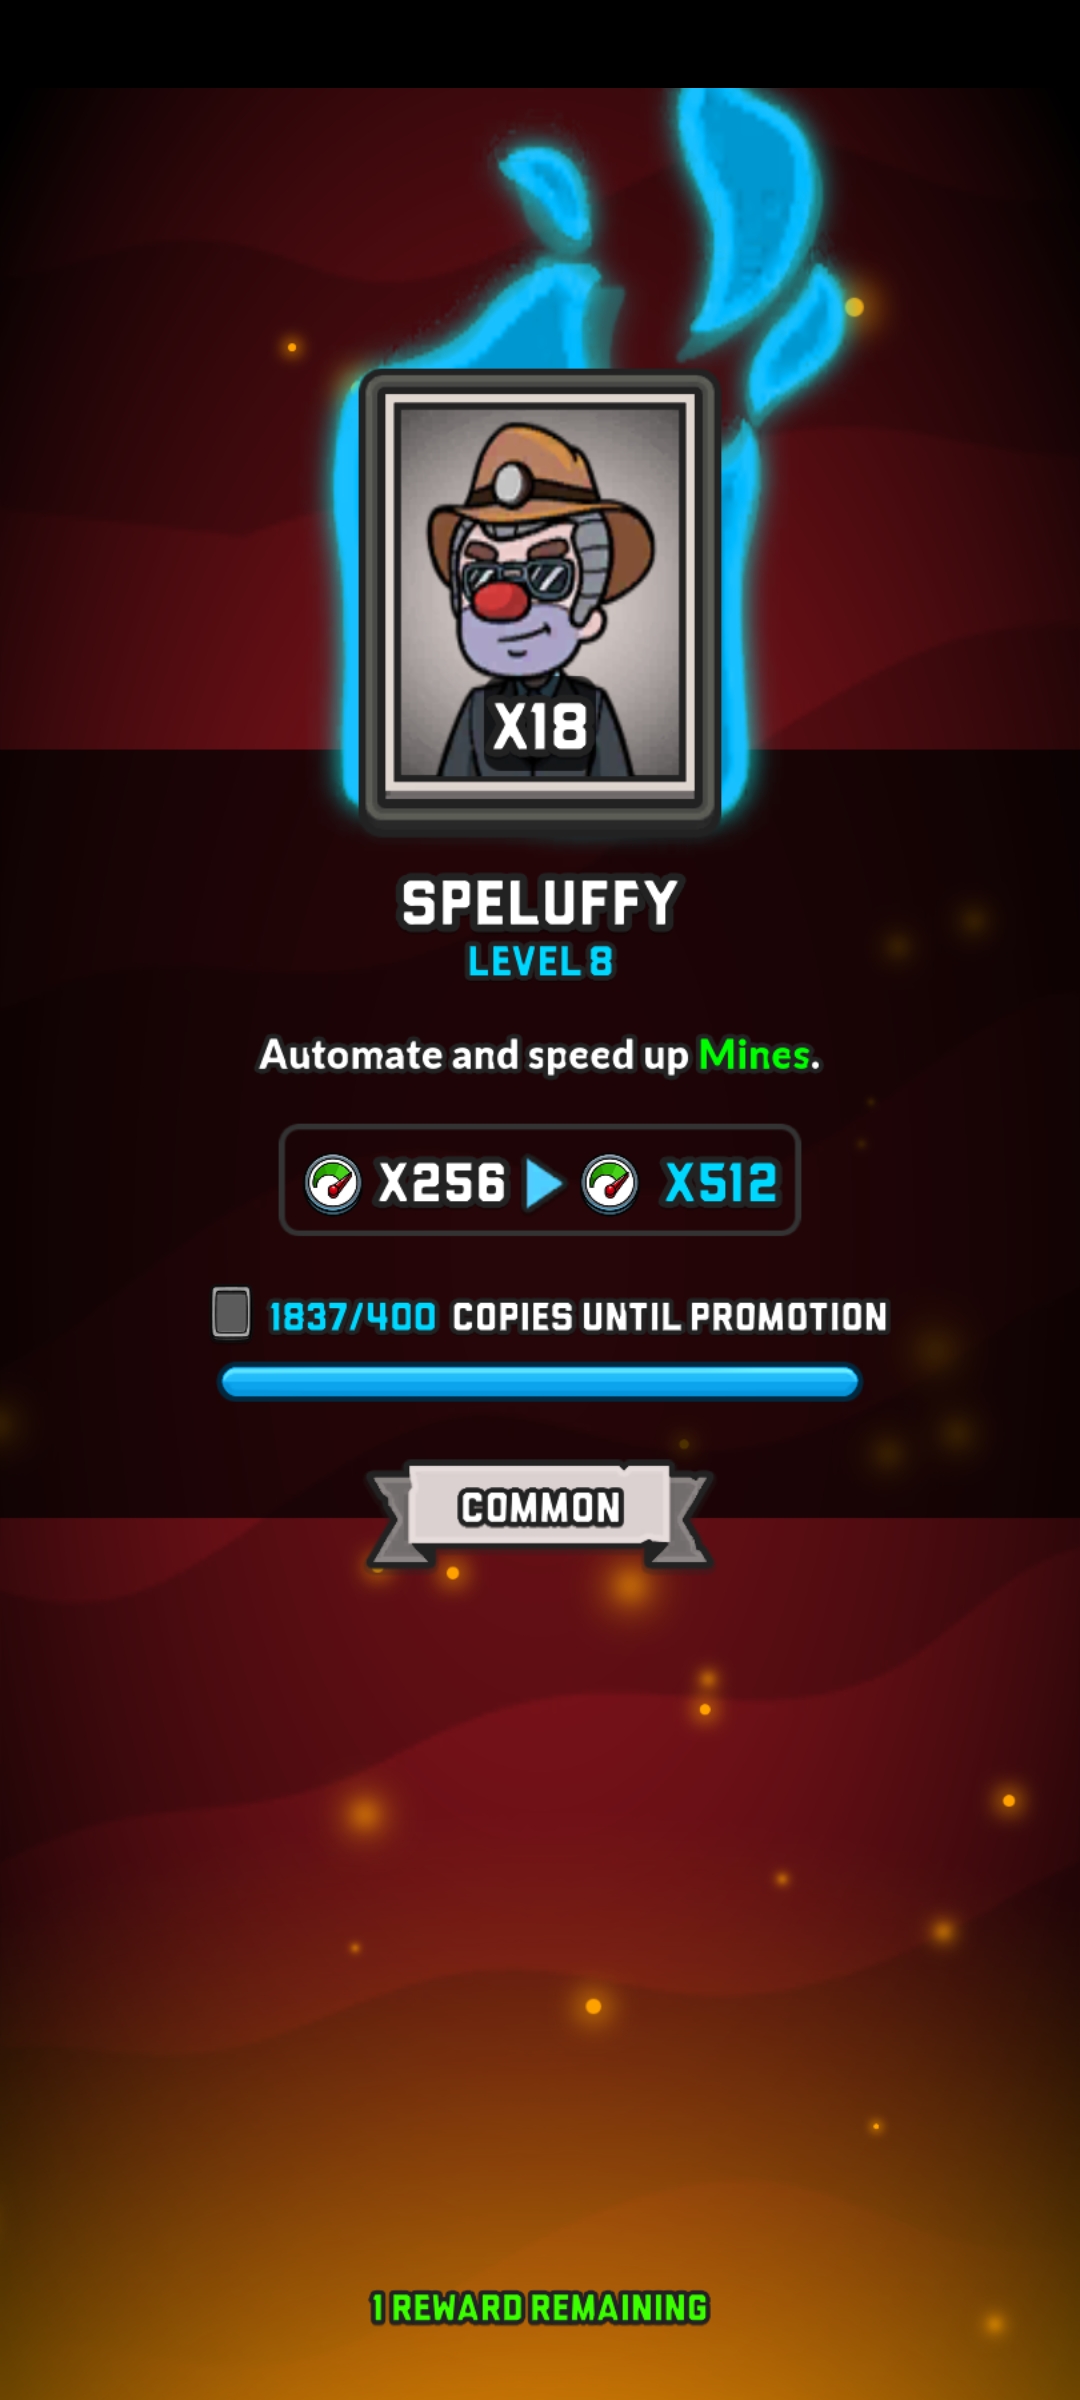 X18
SPELUFFY
LEVEL 8
Automate and speed up Mines.
X256 X512
1837/400 COPIES UNTIL PROMOTION
COMMON
1 REWARD REMAINING